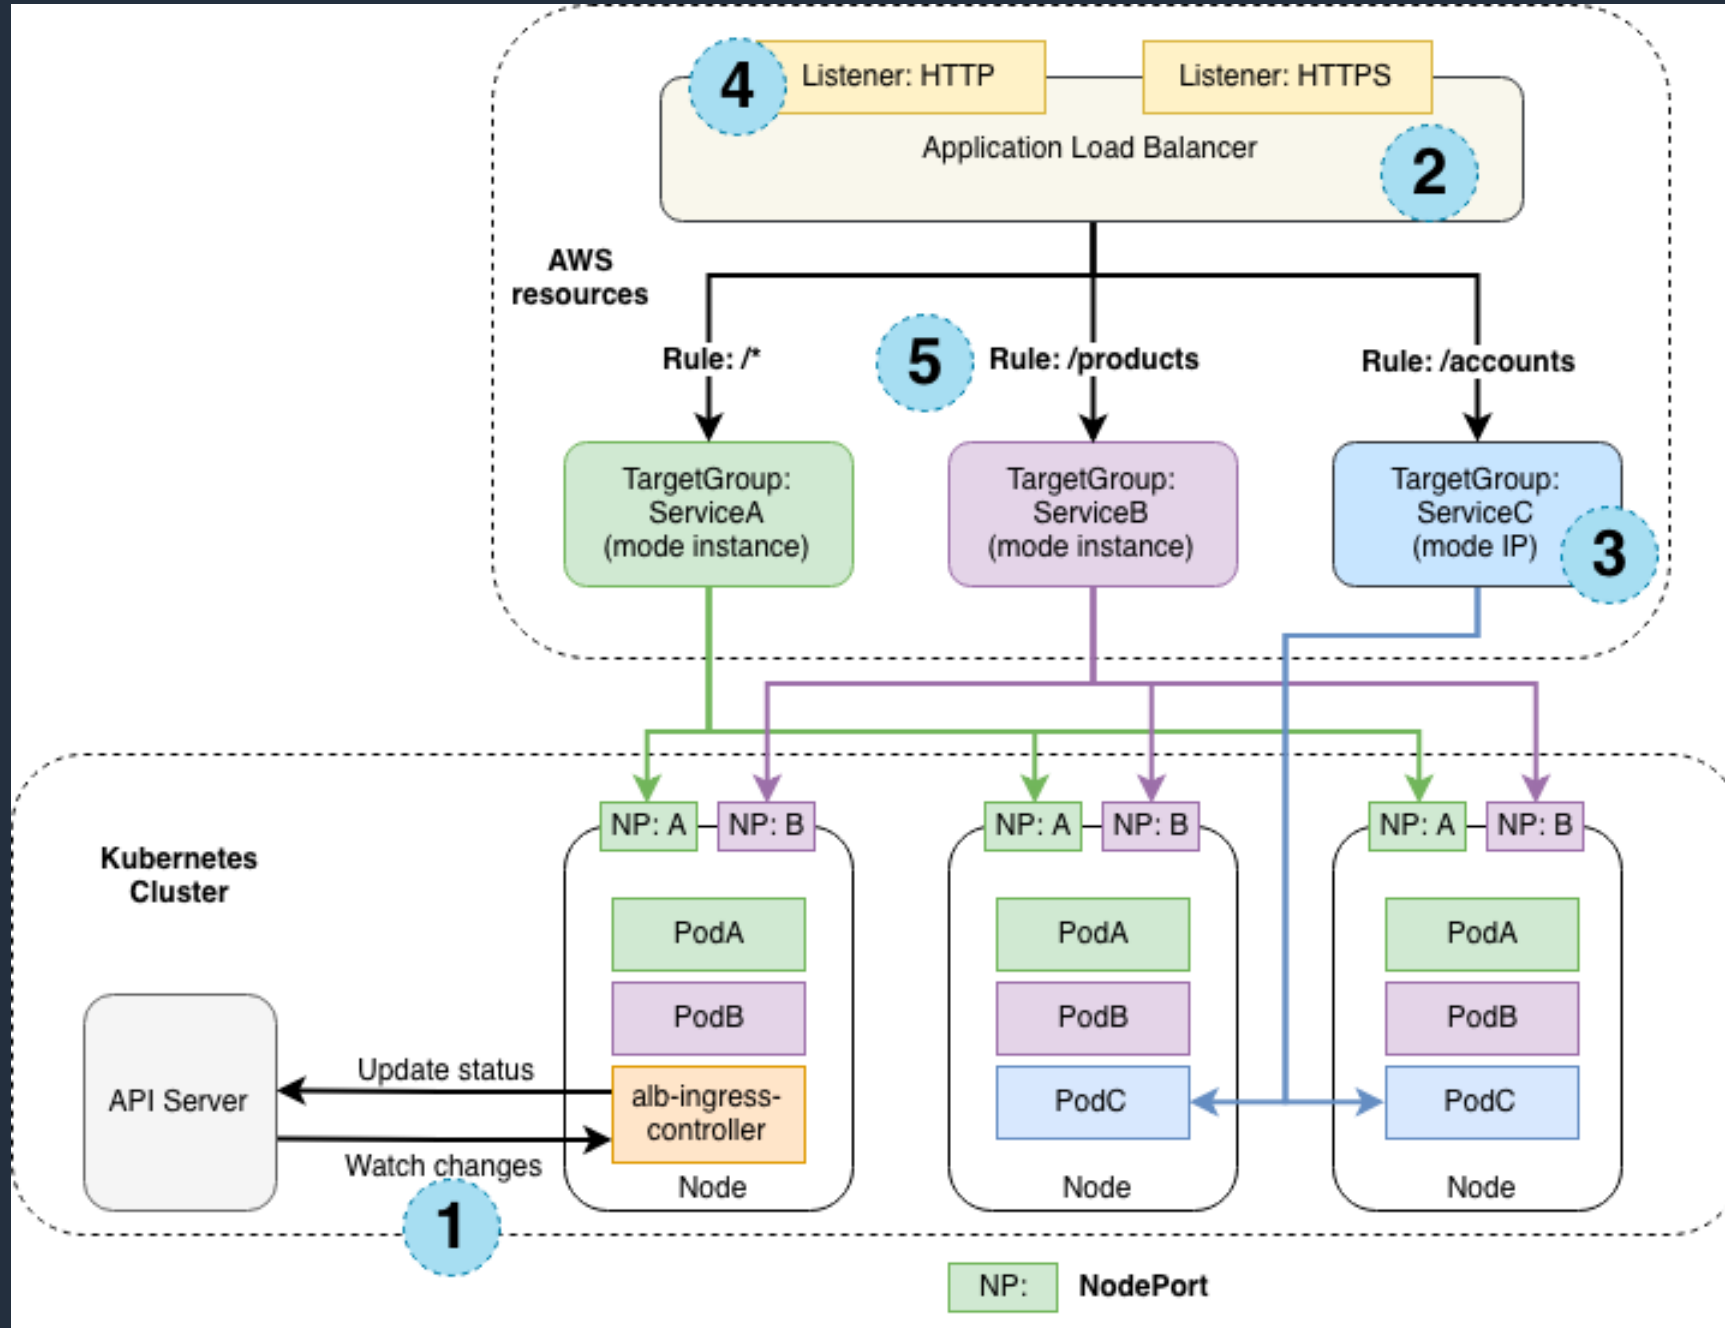 4
Listener: HTTP
Listener: HTTPS
Application Load Balancer
2
AWS
resources
Rule: /*
5
Rule: /products
Rule: /accounts
TargetGroup:
ServiceA
(mode instance)
TargetGroup:
ServiceB
(mode instance)
TargetGroup:
ServiceC
(mode IP)
3
Kubernetes
Cluster
NP: A
NP: B
NP: A
NP: B
NP: A
NP: B
PodA
PodA
PodA
PodB
PodB
PodB
API Server
Update status
Watch changes
1
alb-ingress-
controller
PodC
PodC
Node
Node
Node
NP:
NodePort